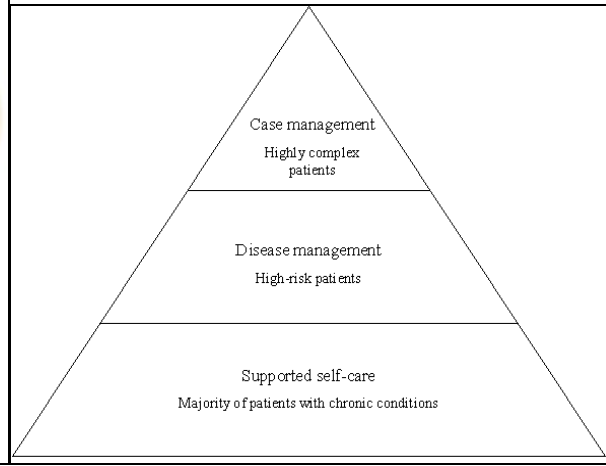 Case management
Highly complex
patients
Disease management
High-risk patients
Supported self-care
Majority of patients with chronic conditions